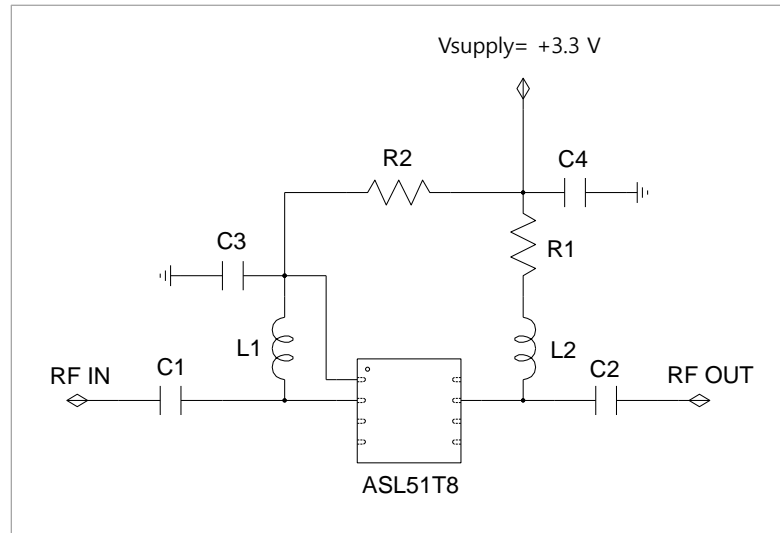 Vsupply= +3.3 V
R2
C4
C3
R1
L1
L2
RF IN
C1
C2
RF OUT
ASL51T8